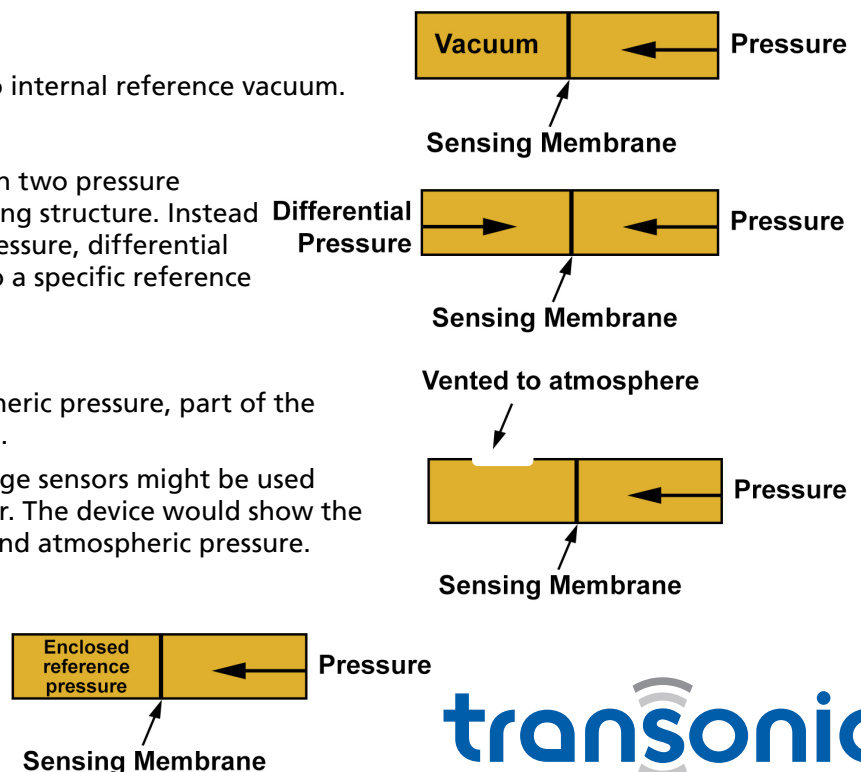 Vacuum
Pressure
o internal reference vacuum.
Sensing Membrane
n two pressure
ing structure. Instead
essure, differential
o a specific reference
Differential
Pressure
Pressure
Sensing Membrane
Vented to atmosphere
heric pressure, part of the
.
ge sensors might be used
r. The device would show the
nd atmospheric pressure.
Pressure
Sensing Membrane
Enclosed
reference
pressure
Pressure
Sensing Membrane
transonic